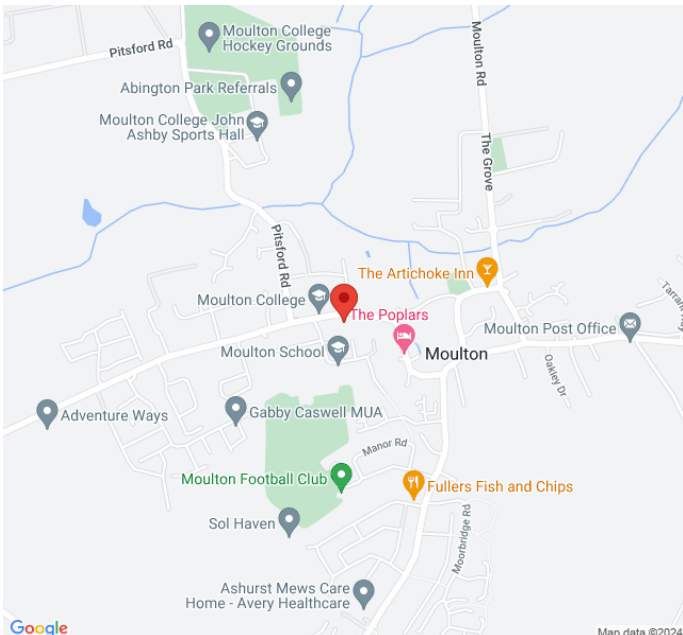 Moulton College
Hockey Grounds
Pitsford Rd
Moulton Rd
Abington Park Referrals
Moulton College John
Ashby Sports Hall
The Grove
Pitsford Rd
The Artichoke Inn
Moulton College
The Poplars
Moulton Post Office
Moulton School
Moulton
Oakley Dr
Adventure Ways
Gabby Caswell MUA
Manor Rd
Moulton Football Club
Fullers Fish and Chips
Sol Haven
Moorbridge Rd
Ashurst Mews Care
Home - Avery Healthcare
Google
Map data ©2024